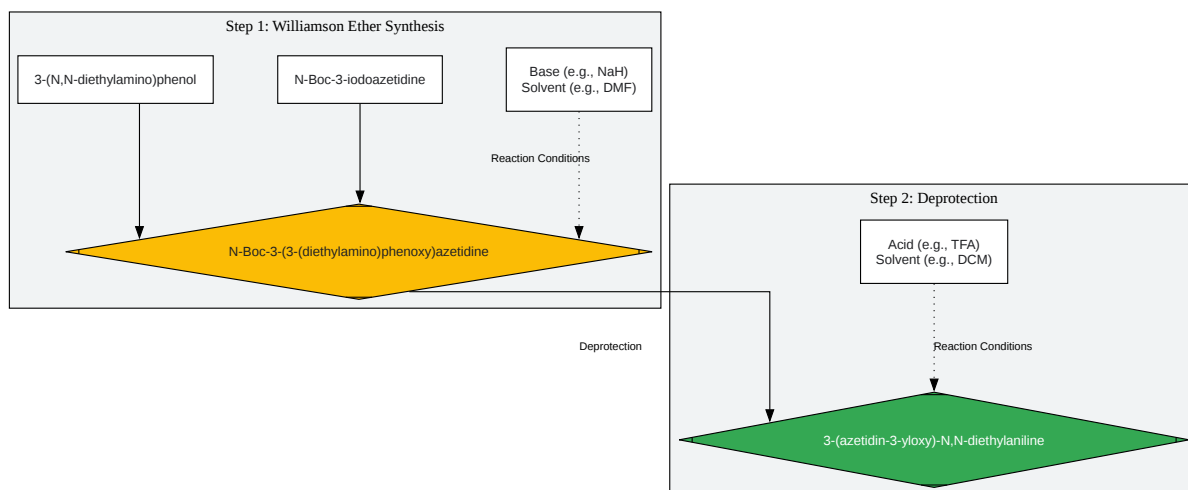 Step 1: Williamson Ether Synthesis
3-(N,N-diethylamino)phenol
N-Boc-3-iodoazetidine
Base (e.g., NaH)
Solvent (e.g., DMF)
Reaction Conditions
N-Boc-3-(3-(diethylamino)phenoxy)azetidine
Deprotection
Step 2: Deprotection
Acid (e.g., TFA)
Solvent (e.g., DCM)
Reaction Conditions
3-(azetidin-3-yloxy)-N,N-diethylaniline